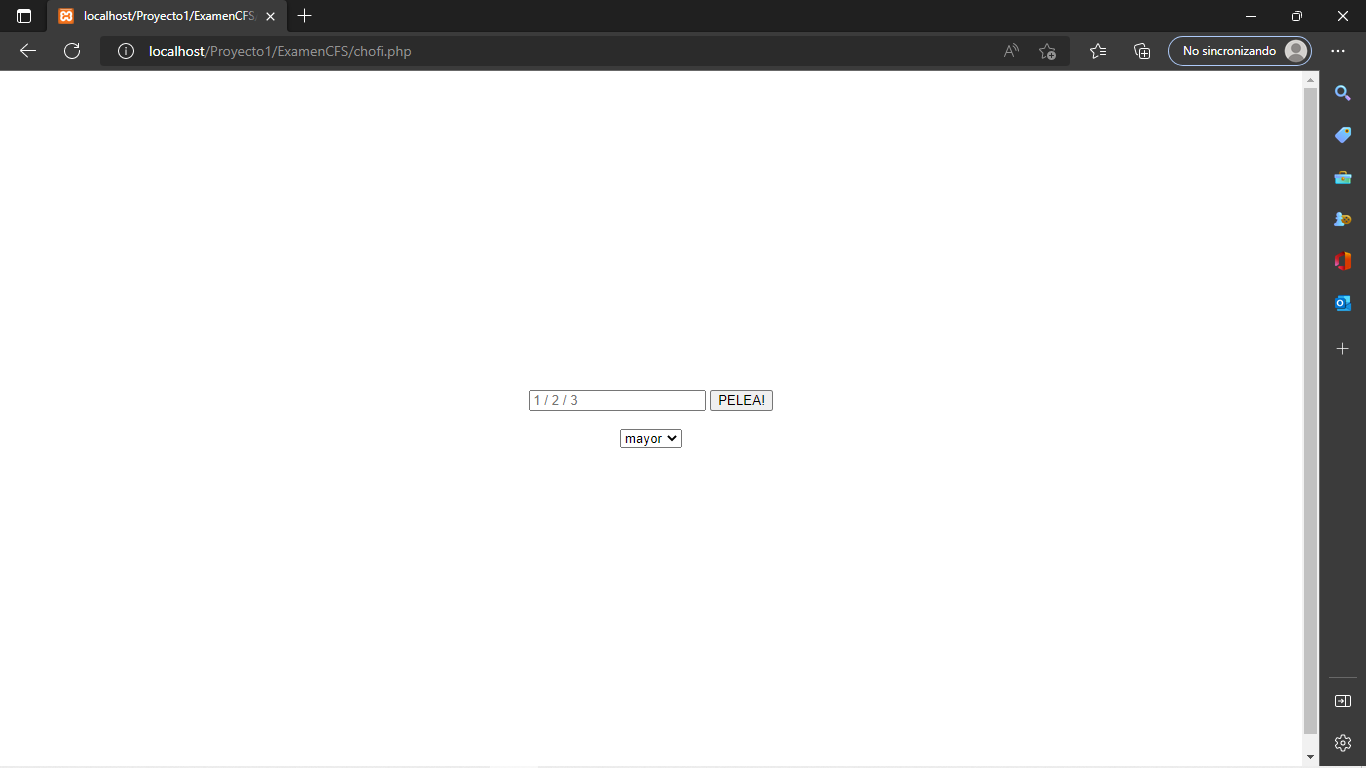 localhost/Proyecto1/ExamenCFS
localhost/Proyecto1/ExamenCFS/chofi.php
No sincronizando
1 / 2 / 3
PELEA!
mayor